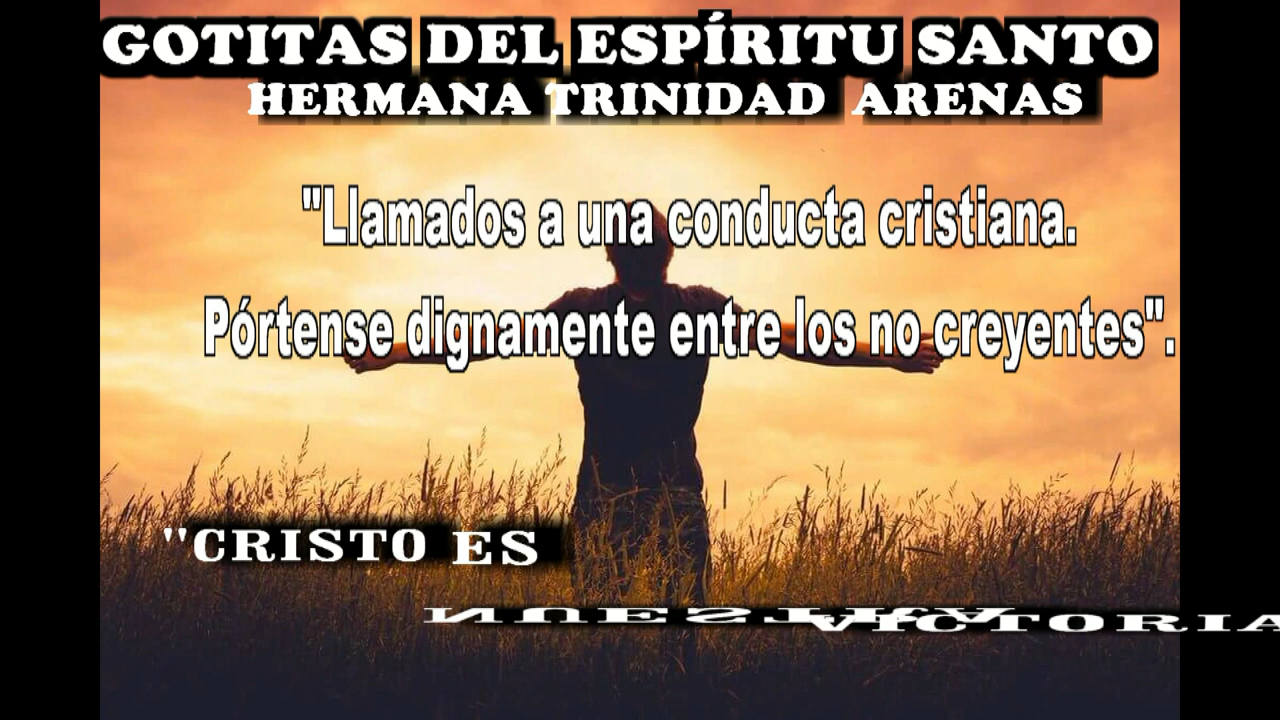 GOTITAS DEL ESPÍRITU SANTO
HERMANA TRINIDAD ARENAS
"Llamados a una conducta cristiana.
Pórtense dignamente entre los no creyentes".
"CRISTO ES
NUESTRA VICTORIA